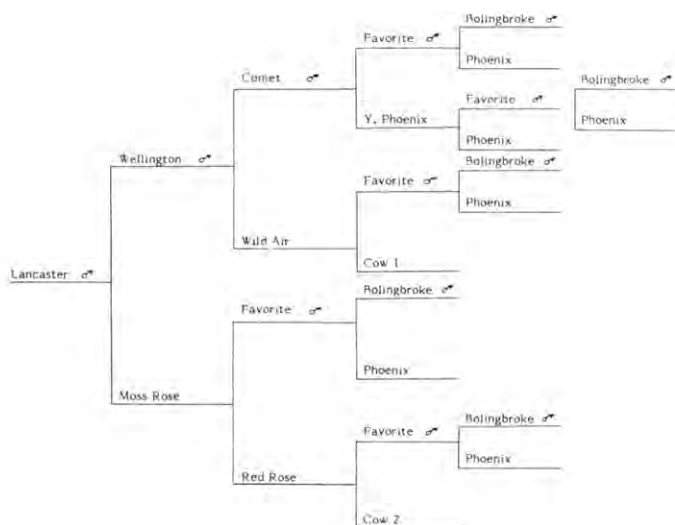 Bolingbroke ♂
Favorite ♂
Phoenix
Comet ♂
Bolingbroke ♂
Favorite ♂
Y. Phoenix
Phoenix
Phoenix
Wellington ♂
Bolingbroke ♂
Favorite ♂
Phoenix
Wild Air
Cow 1
Lancaster ♂
Bolingbroke ♂
Favorite ♂
Phoenix
Moss Rose
Bolingbroke ♂
Favorite ♂
Phoenix
Red Rose
Cow 2